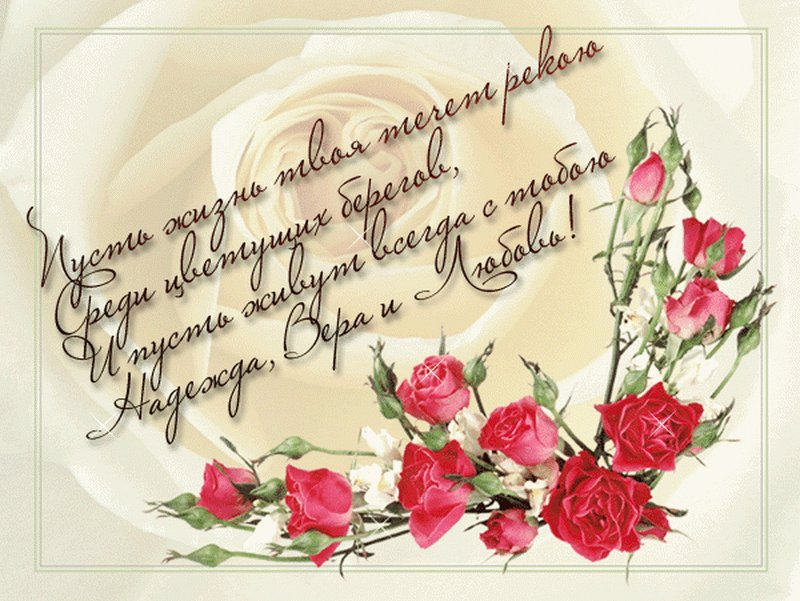 Пусть жизнь твоя течет рекою
Среди цветущих берегов,
И пусть живут всегда с тобою
Надежда, Вера и Любовь!